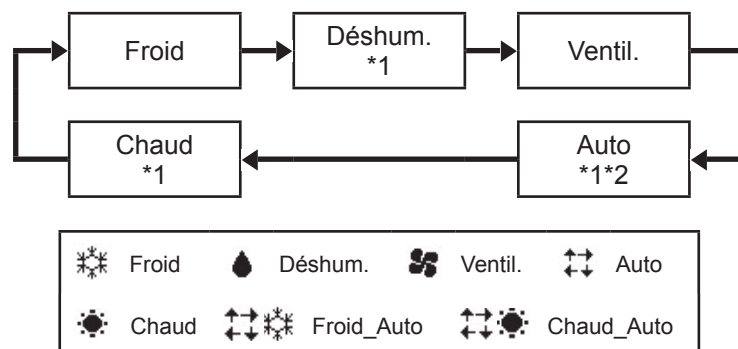 Froid
Déshum.
*1
Ventil.
Chaud
*1
Auto
*1*2
Froid Déshum. Ventil. Auto
Chaud Froid_Auto Chaud_Auto